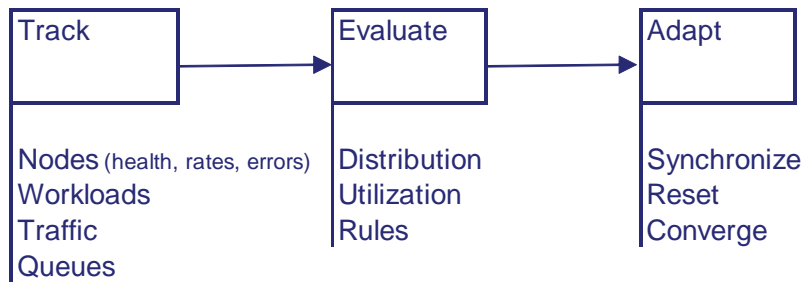 Track
Nodes (health, rates, errors)
Workloads
Traffic
Queues
Evaluate
Distribution
Utilization
Rules
Adapt
Synchronize
Reset
Converge